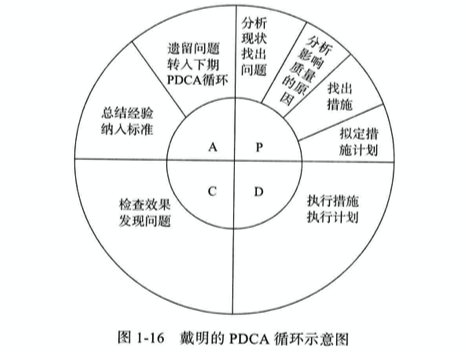 分析
现状
找出
问题
分析
影响
质量
的原
因
找出
措施
拟定措
施计划
执行措施
执行计划
检查效果
发现问题
总结经验
纳入标准
遗留问题
转入下期
PDCA循环
A
P
C
D
图 1-16 戴明的 PDCA 循环示意图